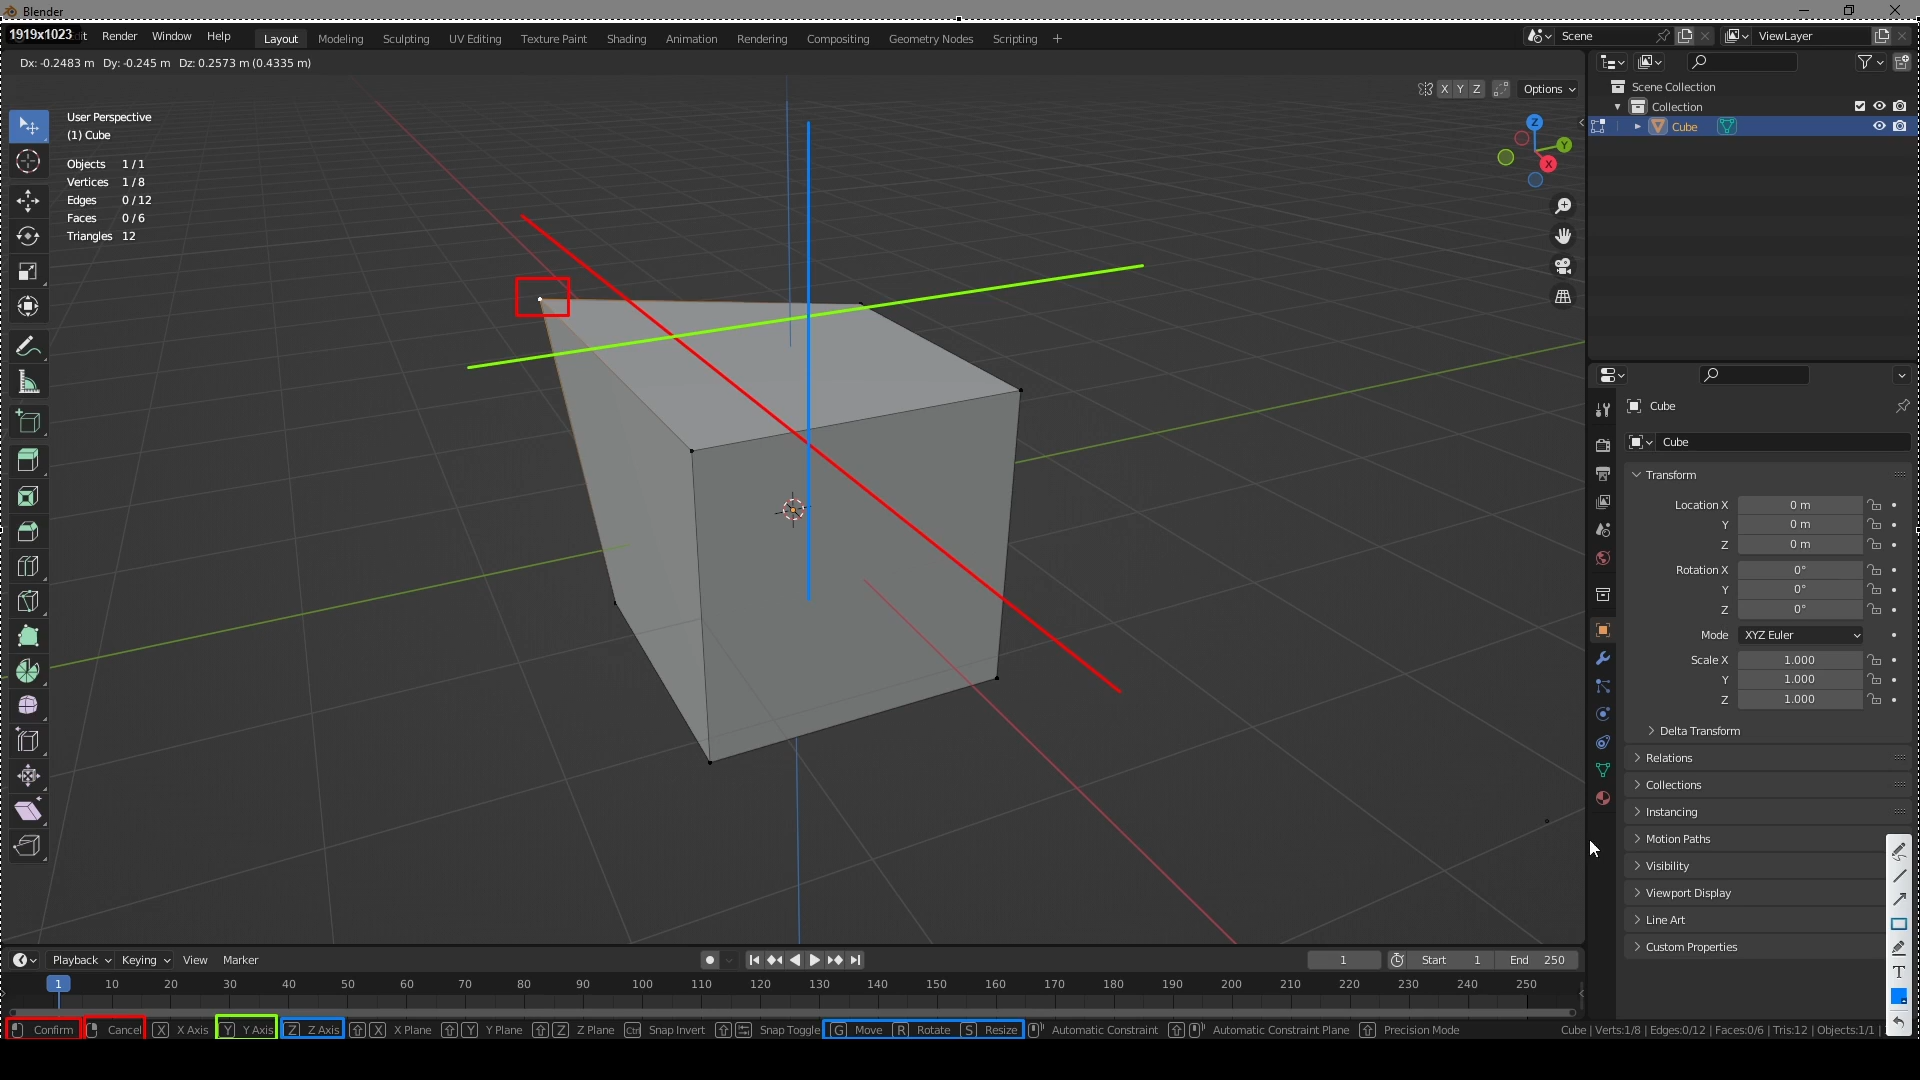 Blender
1919x1023
Render Window Help
Layout Modeling Sculpting UV Editing Texture Paint Shading Animation Rendering Compositing Geometry Nodes Scripting +
Scene
ViewLayer
Dx: -0.2483 m Dy: -0.245 m Dz: 0.2573 m (0.4335 m)
X Y Z
Options
User Perspective
(1) Cube
Objects 1 / 1
Vertices 1 / 8
Edges 0 / 12
Faces 0 / 6
Triangles 12
Z
Y
X
Scene Collection
Collection
Cube
Cube
Cube
Transform
Location X 0 m
Y 0 m
Z 0 m
Rotation X 0°
Y 0°
Z 0°
Mode XYZ Euler
Scale X 1.000
Y 1.000
Z 1.000
Delta Transform
Relations
Collections
Instancing
Motion Paths
Visibility
Viewport Display
Line Art
Custom Properties
T
Playback Keying View Marker
1 Start 1 End 250
1 10 20 30 40 50 60 70 80 90 100 110 120 130 140 150 160 170 180 190 200 210 220 230 240 250
Confirm Cancel X X Axis Y Y Axis Z Z Axis X X Plane Y Y Plane Z Z Plane Ctrl Snap Invert Snap Toggle G Move R Rotate S Resize Automatic Constraint Automatic Constraint Plane Precision Mode
Cube | Verts:1/8 | Edges:0/12 | Faces:0/6 | Tris:12 | Objects:1/1 |